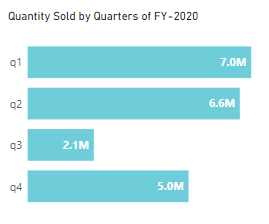 Quantity Sold by Quarters of FY-2020
q1 7.0M
q2 6.6M
q3 2.1M
q4 5.0M